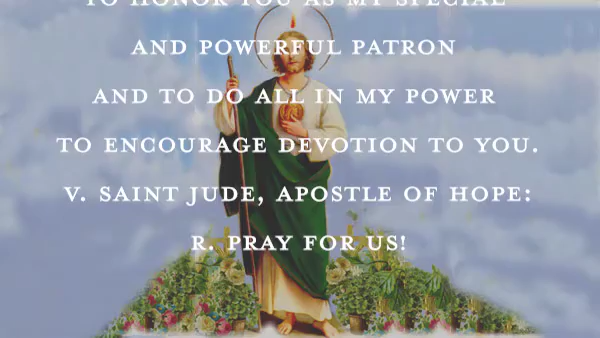 TO HONOR YOU AS MY SPECIAL
AND POWERFUL PATRON
AND TO DO ALL IN MY POWER
TO ENCOURAGE DEVOTION TO YOU.
V. SAINT JUDE, APOSTLE OF HOPE:
R. PRAY FOR US!